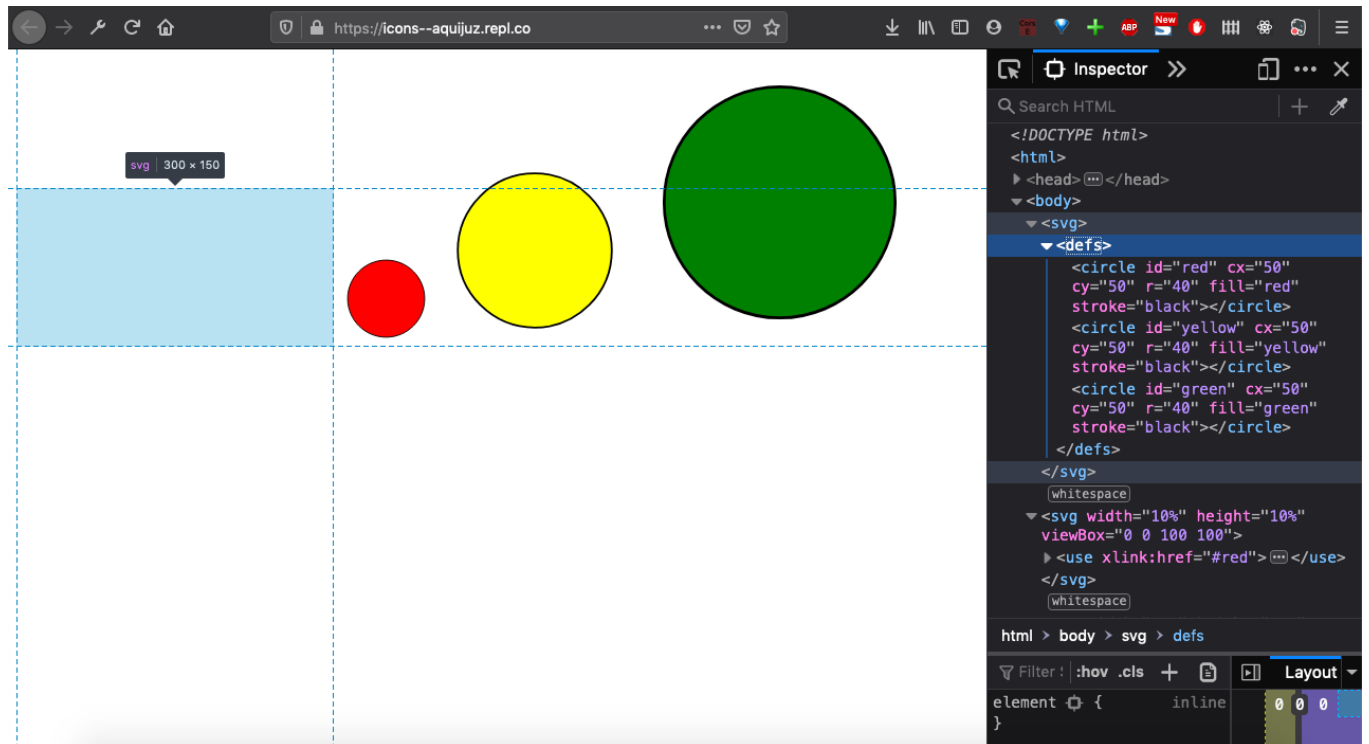 https://icons--aquijuz.repl.co
ABP
New
S
svg 300 × 150
Inspector
Search HTML
<!DOCTYPE html>
<html>
<head></head>
<body>
<svg>
<defs>
<circle id="red" cx="50"
cy="50" r="40" fill="red"
stroke="black"></circle>
<circle id="yellow" cx="50"
cy="50" r="40" fill="yellow"
stroke="black"></circle>
<circle id="green" cx="50"
cy="50" r="40" fill="green"
stroke="black"></circle>
</defs>
</svg>
whitespace
<svg width="10%" height="10%"
viewBox="0 0 100 100">
<use xlink:href="#red"></use>
</svg>
whitespace
html > body > svg > defs
Filter :hov .cls + Layout
element { inline
}
0 0 0